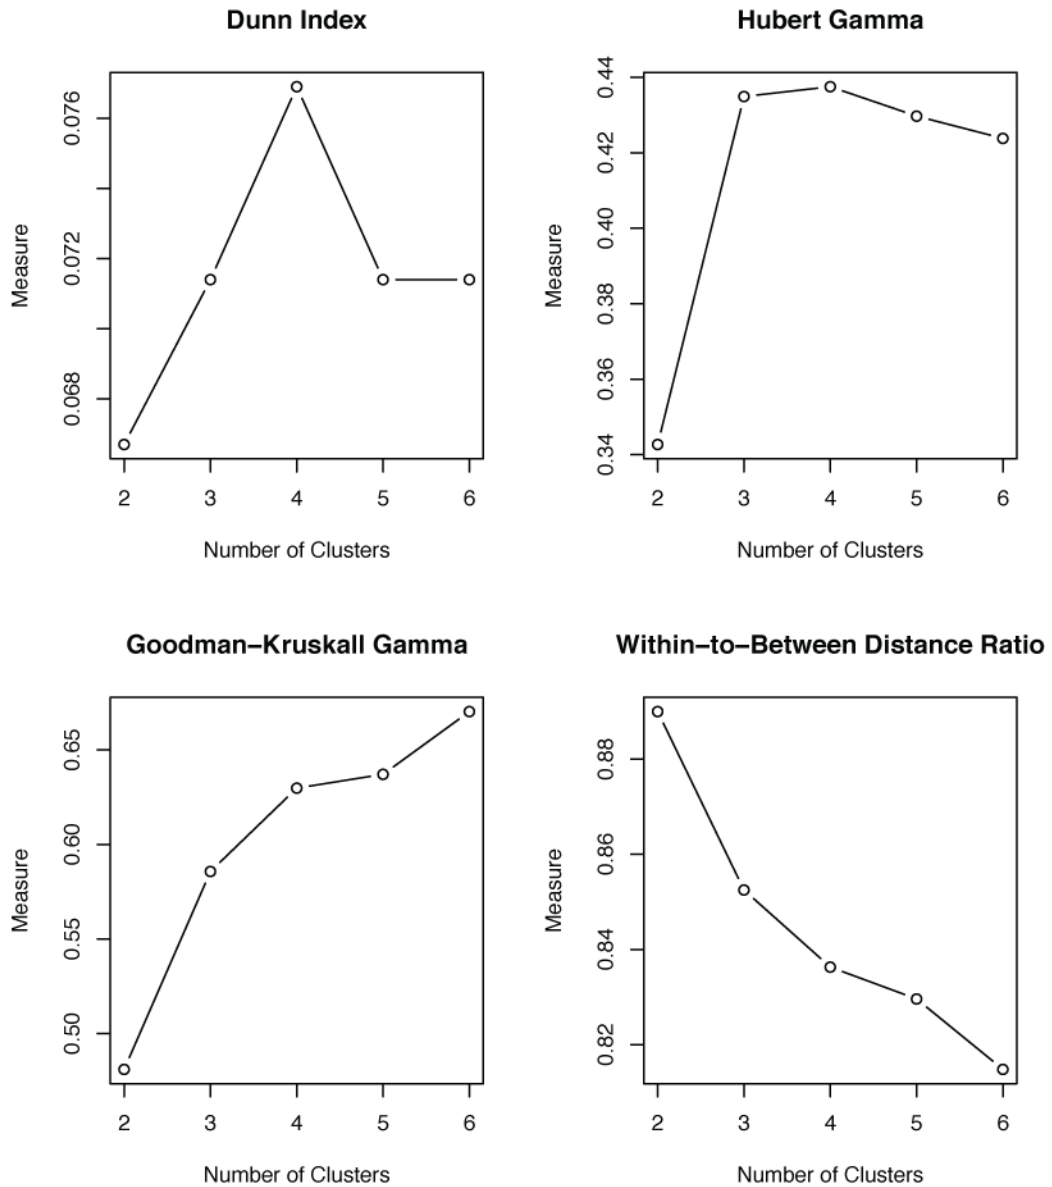 Dunn Index
Measure
0.068
0.072
0.076
2 3 4 5 6
Number of Clusters
Hubert Gamma
Measure
0.34
0.36
0.38
0.40
0.42
0.44
2 3 4 5 6
Number of Clusters
Goodman–Kruskall Gamma
Measure
0.50
0.55
0.60
0.65
2 3 4 5 6
Number of Clusters
Within–to–Between Distance Ratio
Measure
0.82
0.84
0.86
0.88
2 3 4 5 6
Number of Clusters